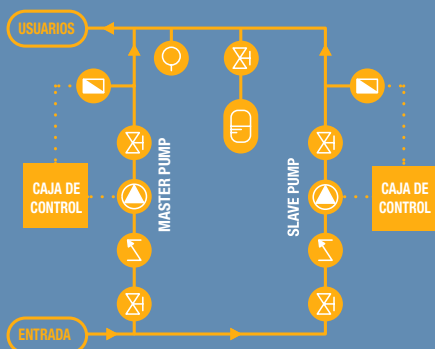 USUARIOS
MASTER PUMP
SLAVE PUMP
CAJA DE
CONTROL
CAJA DE
CONTROL
ENTRADA